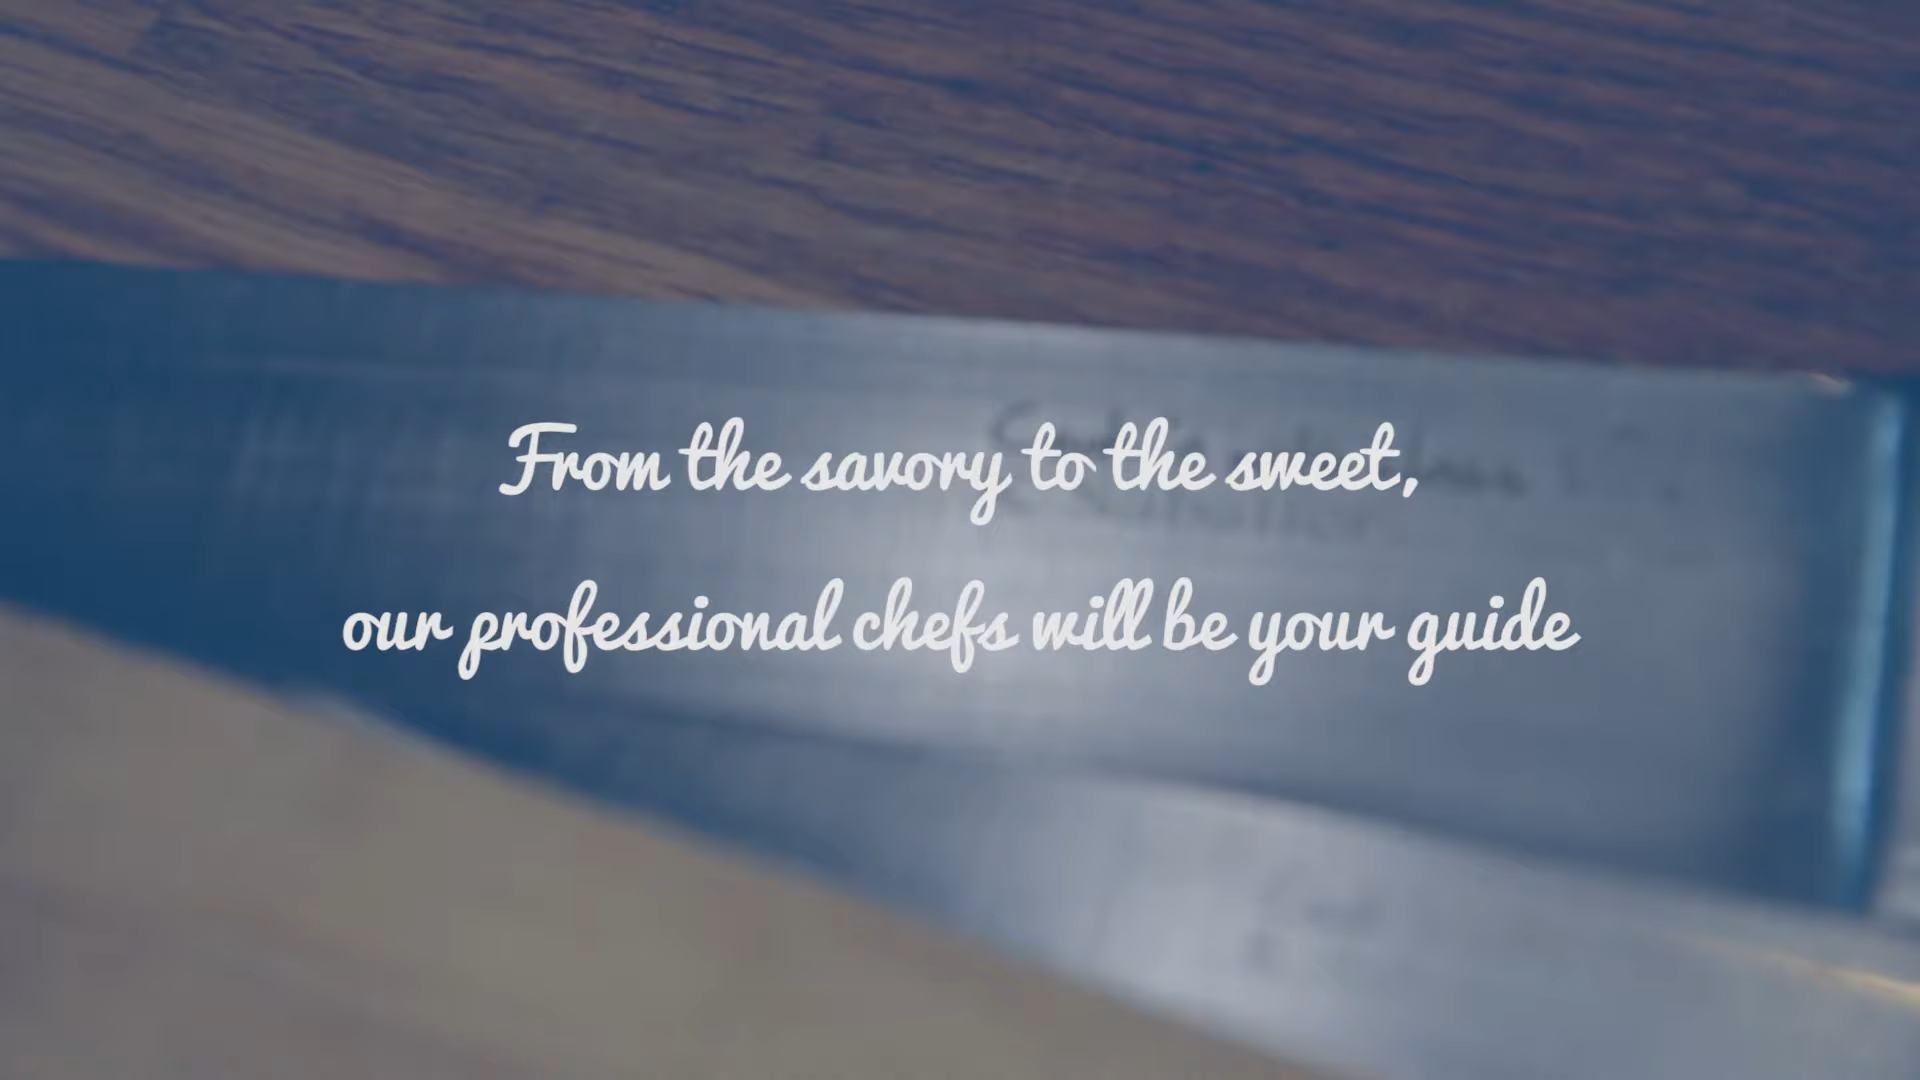 From the savory to the sweet,
our professional chefs will be your guide